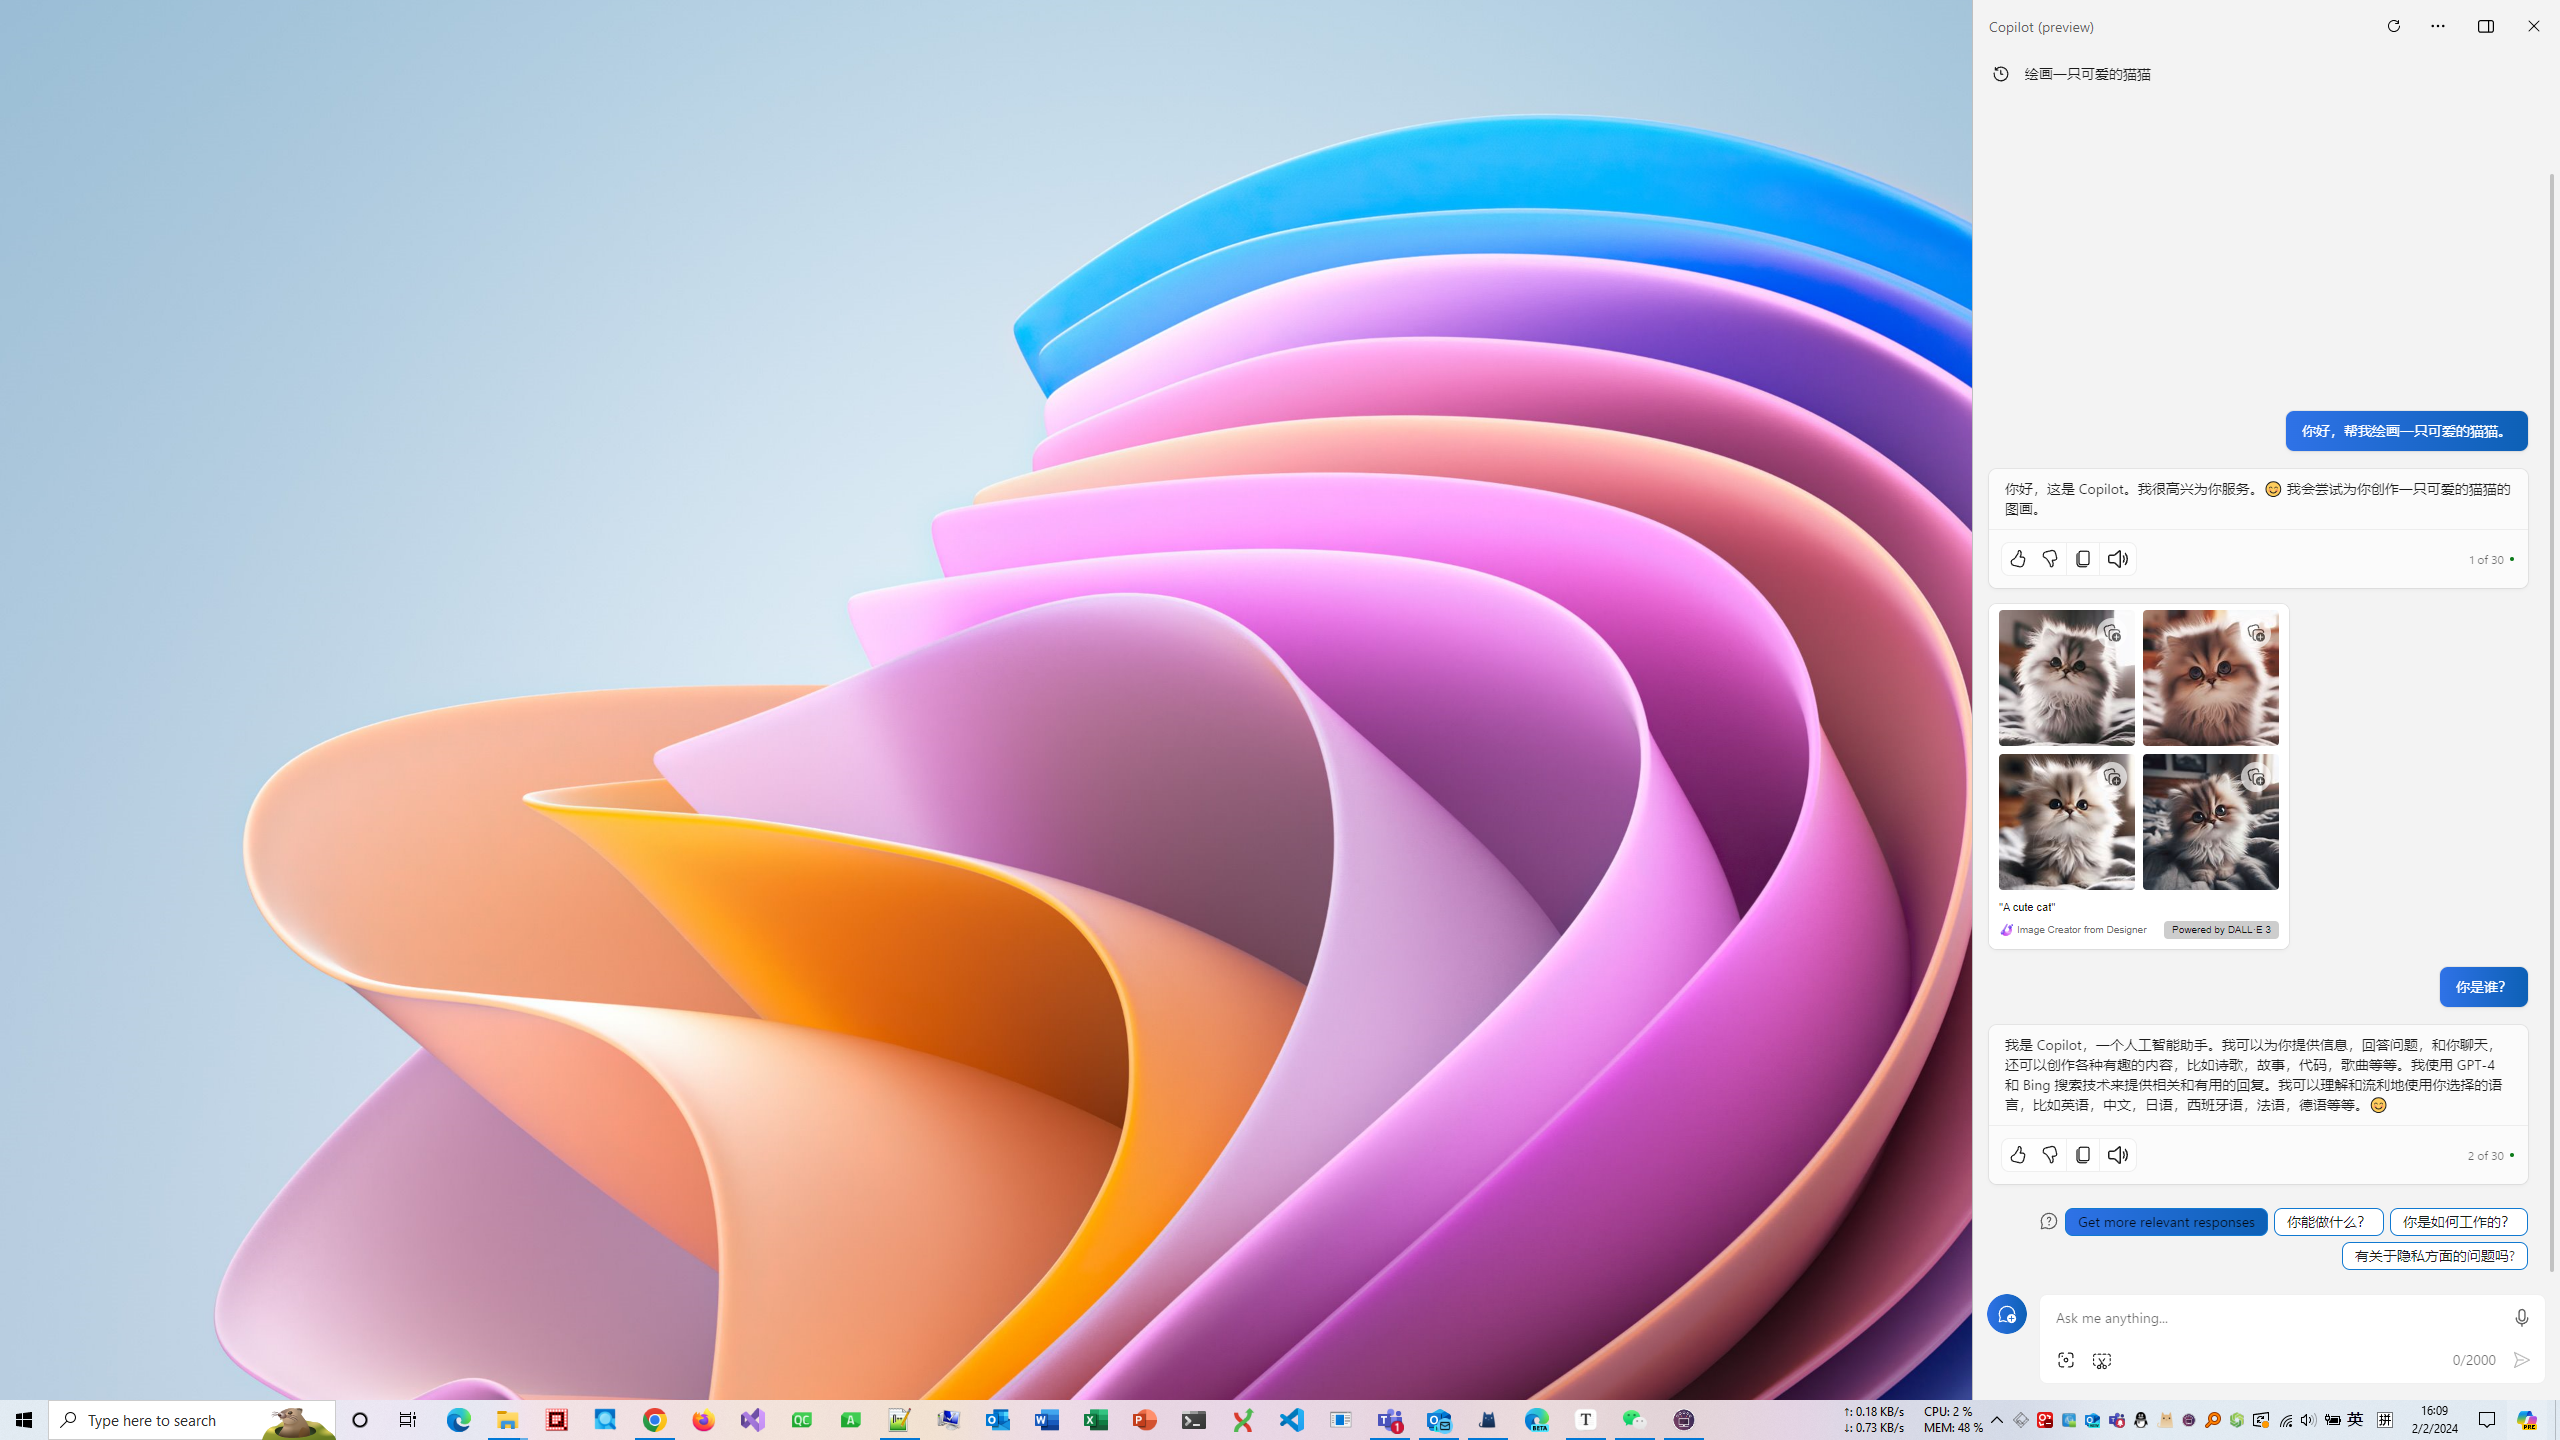 Copilot (preview)
绘画一只可爱的猫猫
你好，帮我绘画一只可爱的猫猫。
你好，这是 Copilot。我很高兴为你服务。😊 我会尝试为你创作一只可爱的猫猫的
图画。
1 of 30
"A cute cat"
Image Creator from Designer
Powered by DALL·E 3
你是谁？
我是 Copilot，一个人工智能助手。我可以为你提供信息，回答问题，和你聊天，
还可以创作各种有趣的内容，比如诗歌，故事，代码，歌曲等等。我使用 GPT-4
和 Bing 搜索技术来提供相关和有用的回复。我可以理解和流利地使用你选择的语
言，比如英语，中文，日语，西班牙语，法语，德语等等。😊
2 of 30
Get more relevant responses
你能做什么？
你是如何工作的？
有关于隐私方面的问题吗?
Ask me anything...
0/2000
Type here to search
QC
A
BETA
T
1
↑: 0.18 KB/s
↓: 0.73 KB/s
CPU: 2 %
MEM: 48 %
英
拼
16:09
2/2/2024
PRE